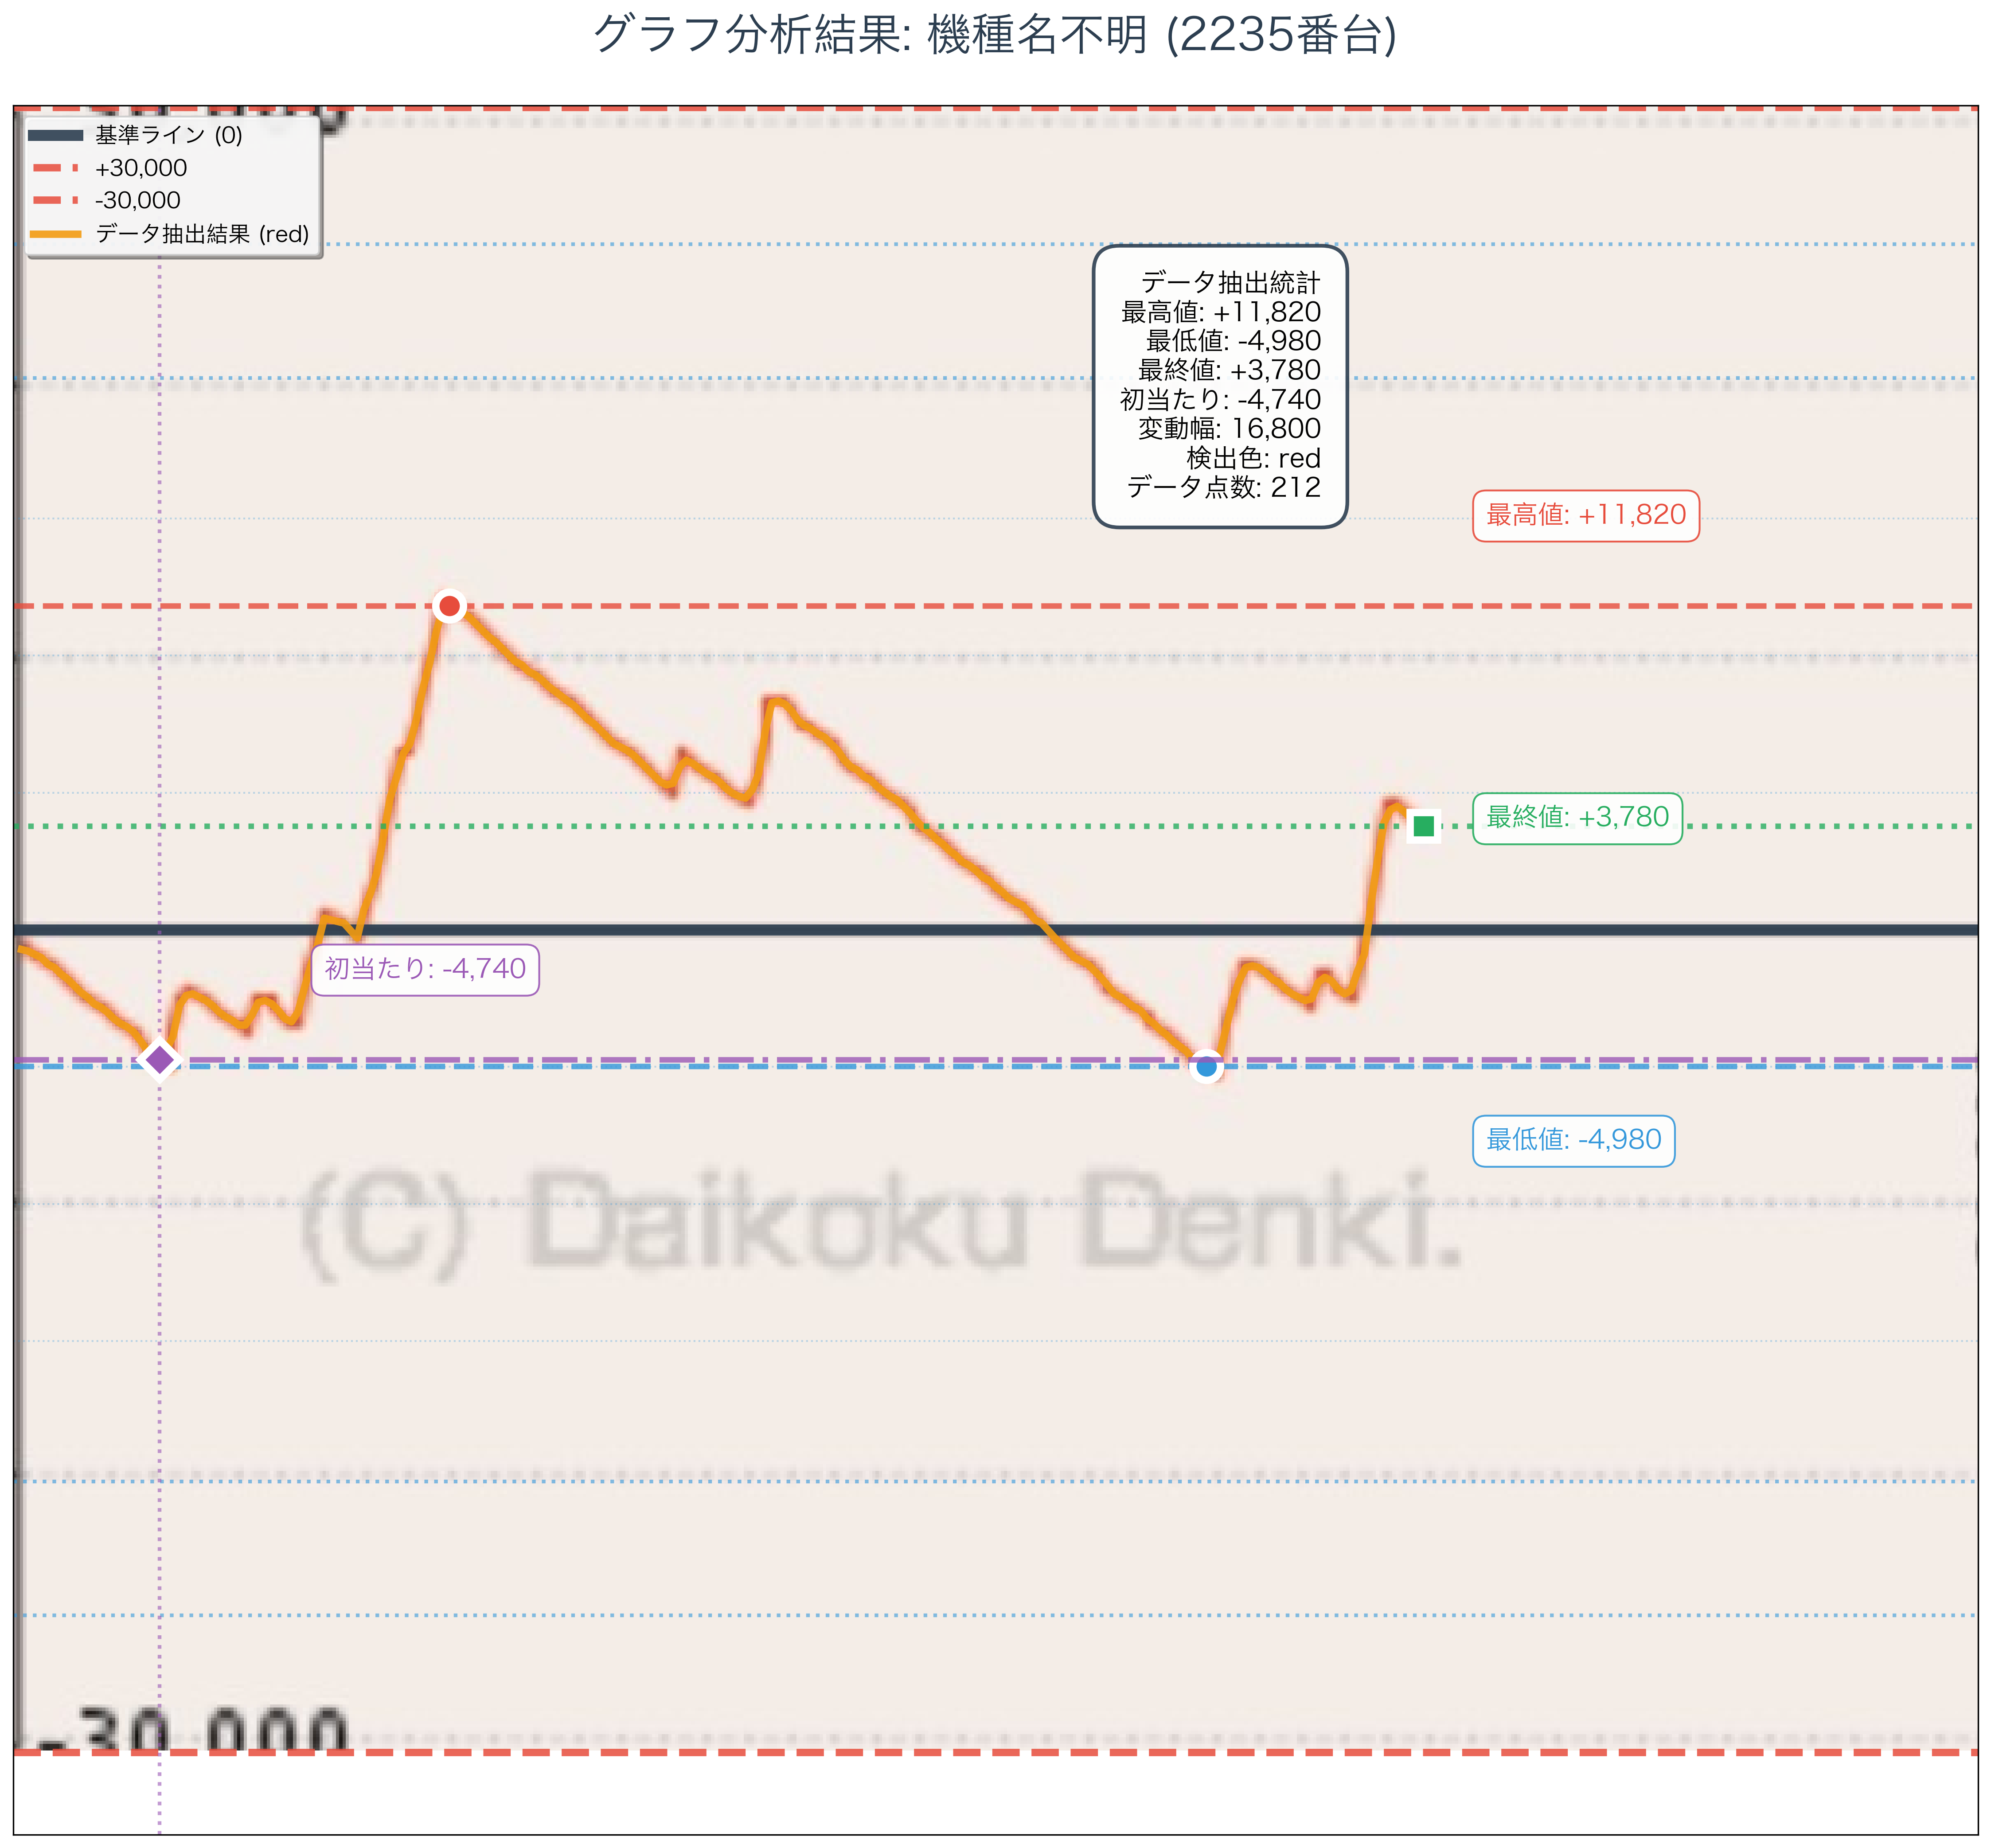 グラフ分析結果: 機種名不明 (2235番台)
基準ライン (0)
+30,000
-30,000
データ抽出結果 (red)
データ抽出統計
最高値: +11,820
最低値: -4,980
最終値: +3,780
初当たり: -4,740
変動幅: 16,800
検出色: red
データ点数: 212
最高値: +11,820
最終値: +3,780
初当たり: -4,740
最低値: -4,980
(C) Daikoku Denki.
-30,000